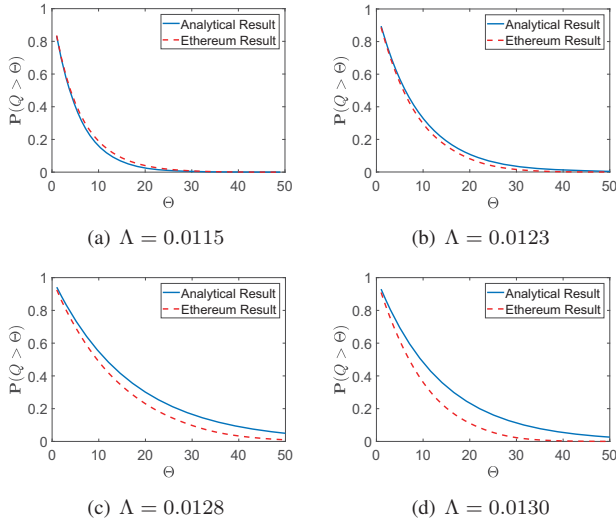 1
0.8
0.6
0.4
0.2
0
P(Q > Θ)
Analytical Result
Ethereum Result
0 10 20 30 40 50
Θ
(a) Λ = 0.0115
1
0.8
0.6
0.4
0.2
0
P(Q > Θ)
Analytical Result
Ethereum Result
0 10 20 30 40 50
Θ
(b) Λ = 0.0123
1
0.8
0.6
0.4
0.2
0
P(Q > Θ)
Analytical Result
Ethereum Result
0 10 20 30 40 50
Θ
(c) Λ = 0.0128
1
0.8
0.6
0.4
0.2
0
P(Q > Θ)
Analytical Result
Ethereum Result
0 10 20 30 40 50
Θ
(d) Λ = 0.0130